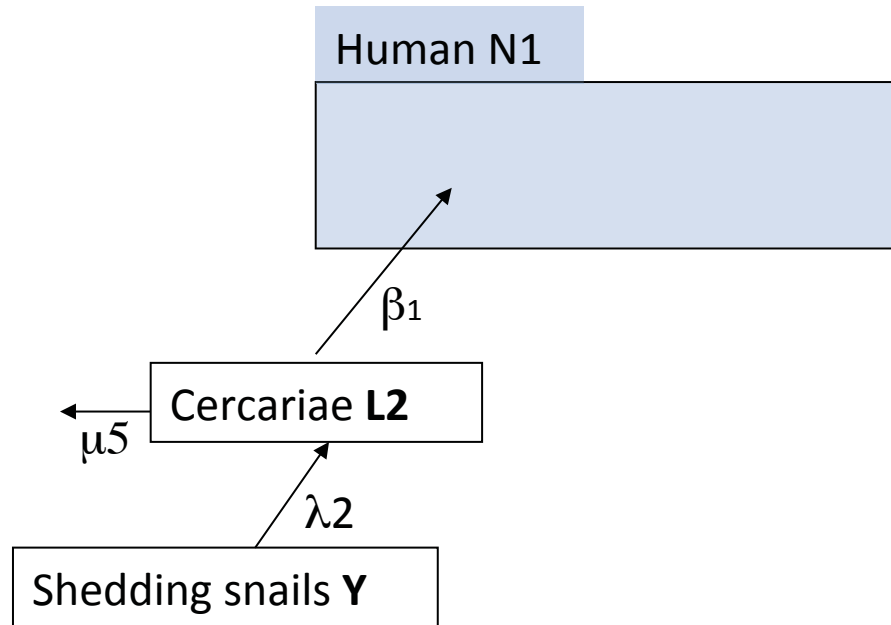 Human N1
β1
Cercariae L2
μ5
λ2
Shedding snails Y